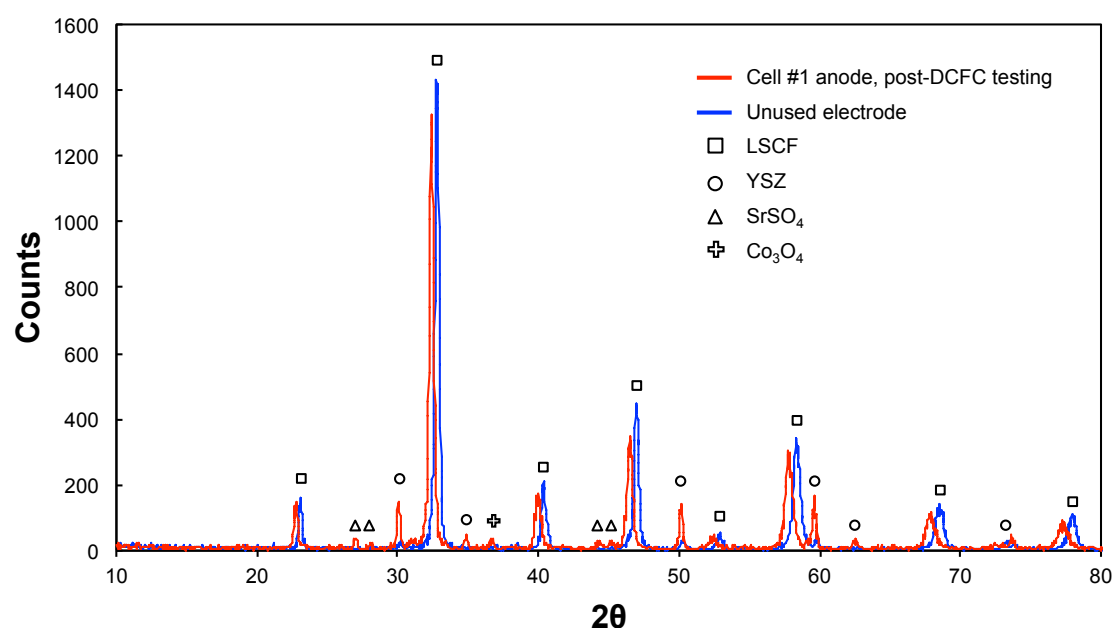 1600
1400
1200
1000
800
600
400
200
0
Counts
Cell #1 anode, post-DCFC testing
Unused electrode
LSCF
YSZ
SrSO₄
Co₃O₄
10 20 30 40 50 60 70 80
2θ